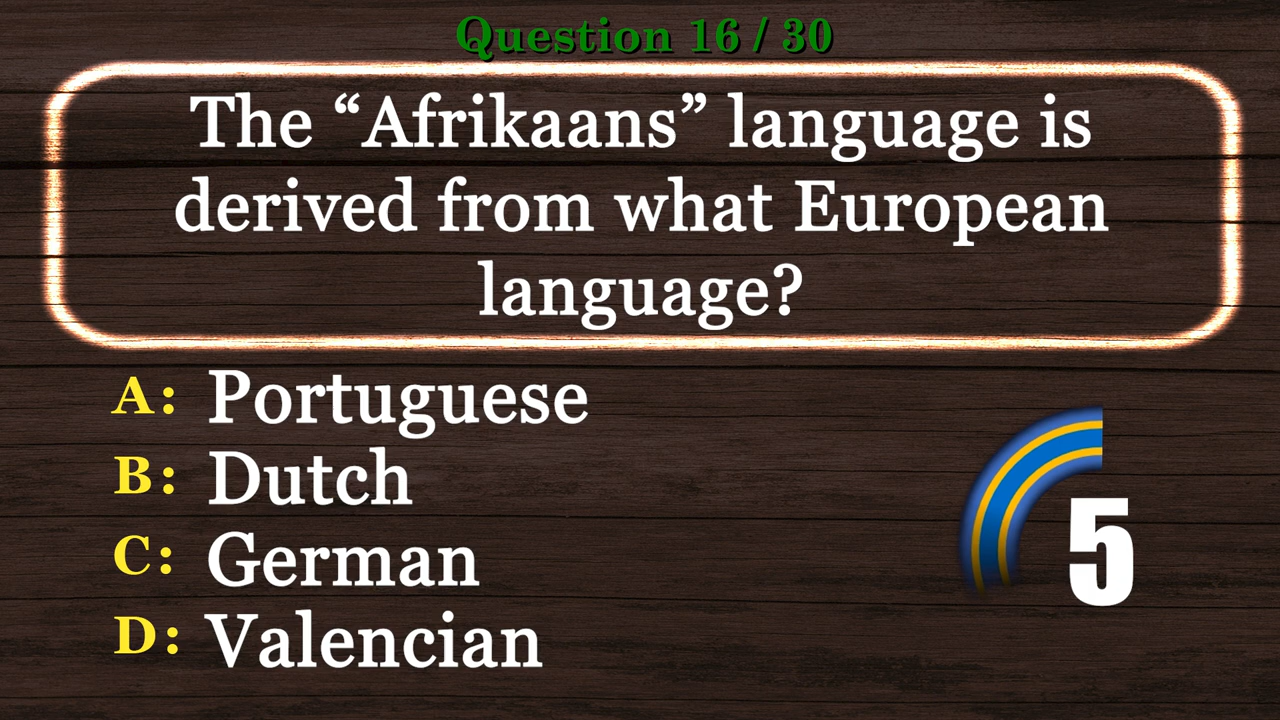 Question 16 / 30
The “Afrikaans” language is
derived from what European
language?
A: Portuguese
B: Dutch
C: German
5
D: Valencian